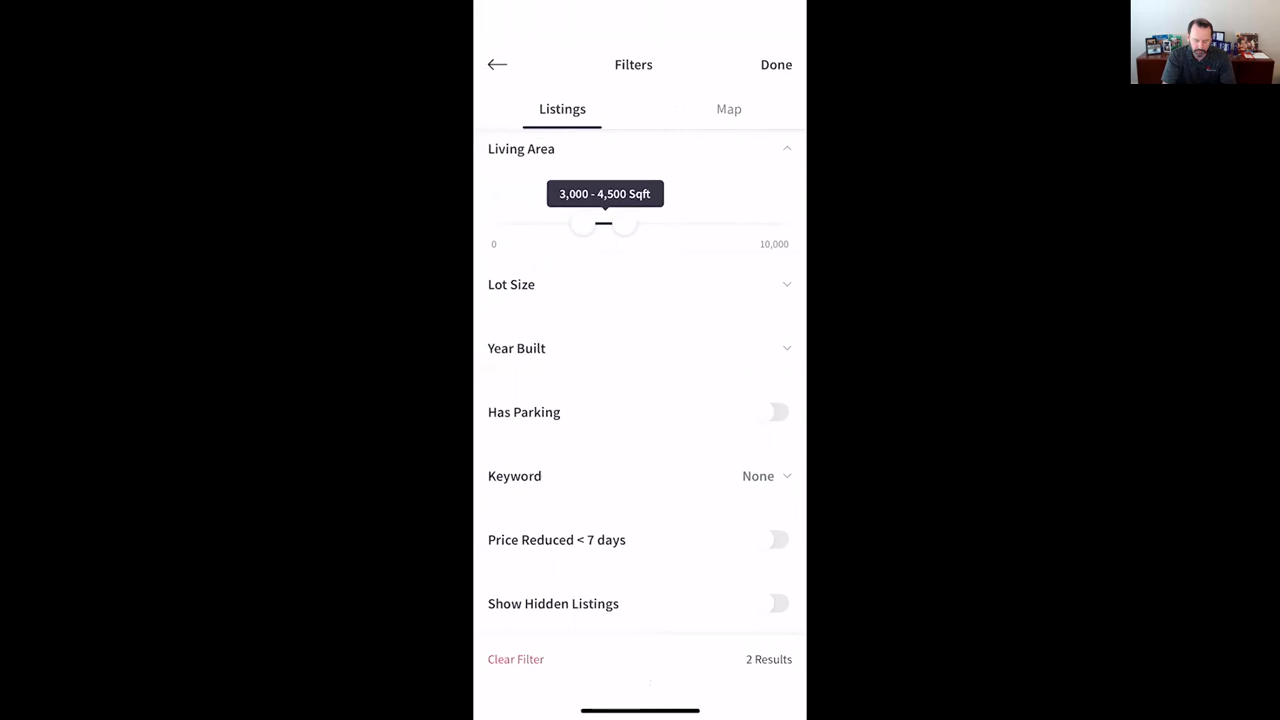 Filters
Done
Listings
Map
Living Area
3,000 - 4,500 Sqft
0
10,000
Lot Size
Year Built
Has Parking
Keyword
None
Price Reduced < 7 days
Show Hidden Listings
Clear Filter
2 Results